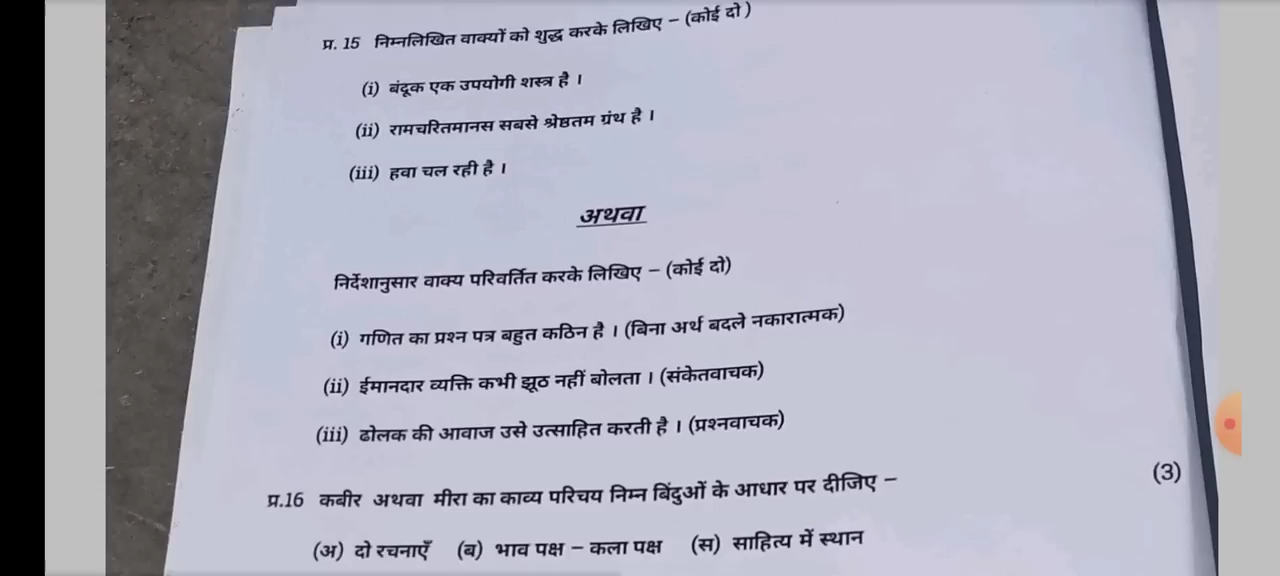 प्र. 15 निम्नलिखित वाक्यों को शुद्ध करके लिखिए – (कोई दो )
(i) बंदूक एक उपयोगी शस्त्र है ।
(ii) रामचरितमानस सबसे श्रेष्ठतम ग्रंथ है ।
(iii) हवा चल रही है ।
अथवा
निर्देशानुसार वाक्य परिवर्तित करके लिखिए – (कोई दो)
(i) गणित का प्रश्न पत्र बहुत कठिन है । (बिना अर्थ बदले नकारात्मक)
(ii) ईमानदार व्यक्ति कभी झूठ नहीं बोलता । (संकेतवाचक)
(iii) ढोलक की आवाज उसे उत्साहित करती है । (प्रश्नवाचक)
प्र.16 कबीर अथवा मीरा का काव्य परिचय निम्न बिंदुओं के आधार पर दीजिए – (3)
(अ) दो रचनाएँ (ब) भाव पक्ष – कला पक्ष (स) साहित्य में स्थान